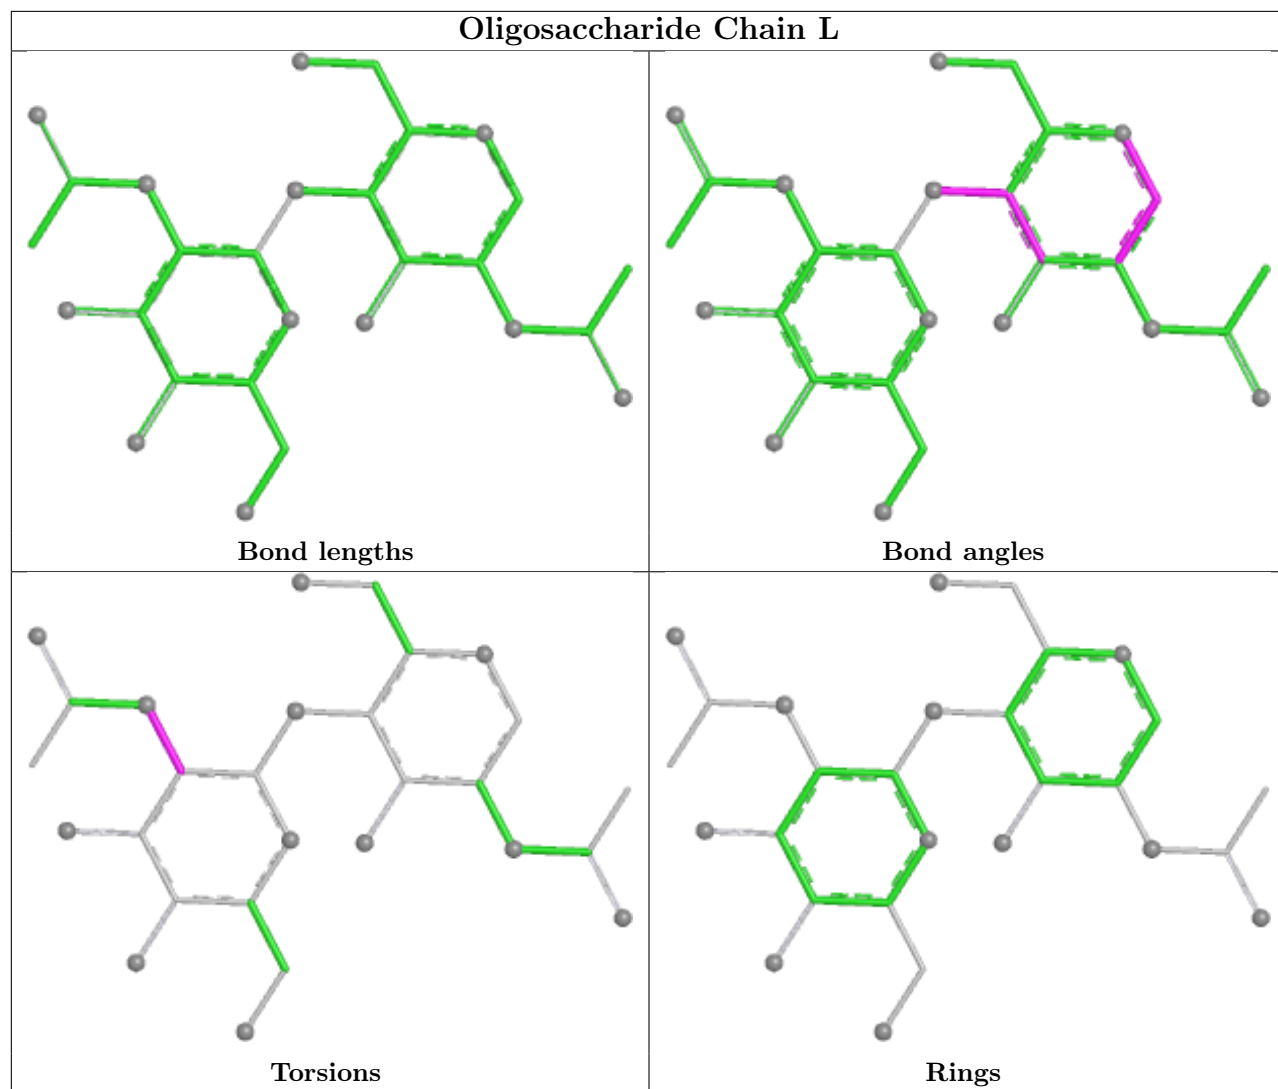 Oligosaccharide Chain L
Bond lengths
Bond angles
Torsions
Rings